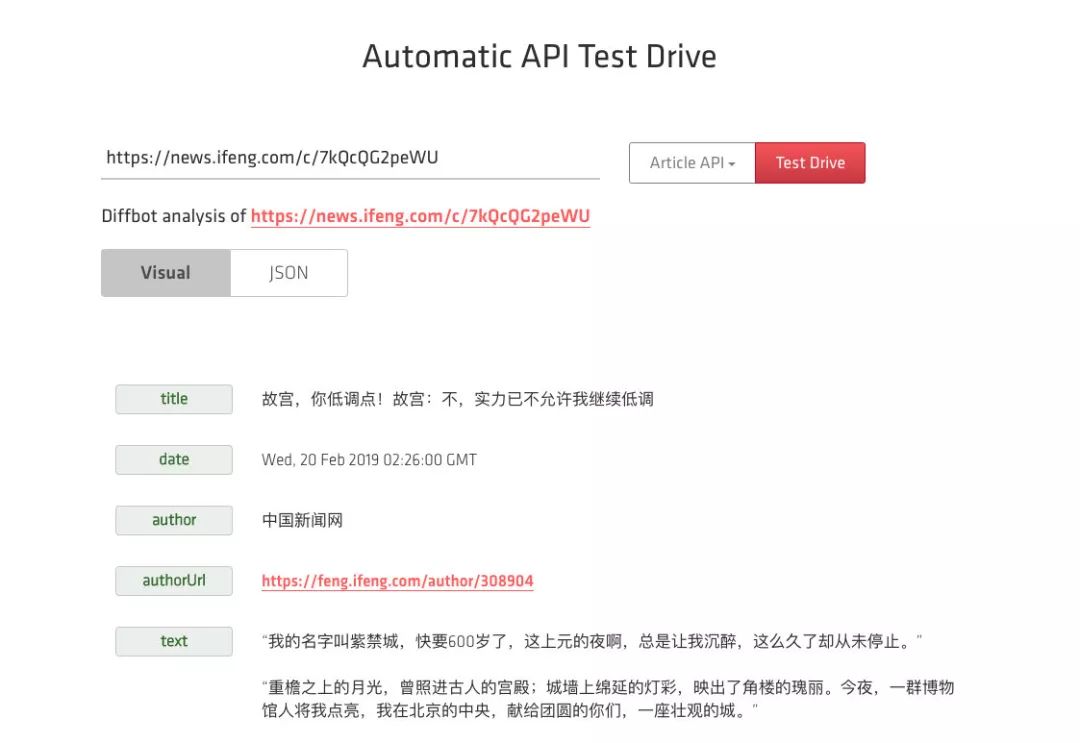 Automatic API Test Drive
https://news.ifeng.com/c/7kQcQG2peWU
Article API
Test Drive
Diffbot analysis of https://news.ifeng.com/c/7kQcQG2peWU
Visual
JSON
title
故宫，你低调点！故宫：不，实力已不允许我继续低调
date
Wed, 20 Feb 2019 02:26:00 GMT
author
中国新闻网
authorUrl
https://feng.ifeng.com/author/308904
text
“我的名字叫紫禁城，快要600岁了，这上元的夜啊，总是让我沉醉，这么久了却从未停止。”
“重檐之上的月光，曾照进古人的宫殿；城墙上绵延的灯彩，映出了角楼的瑰丽。今夜，一群博物
馆人将我点亮，我在北京的中央，献给团圆的你们，一座壮观的城。”